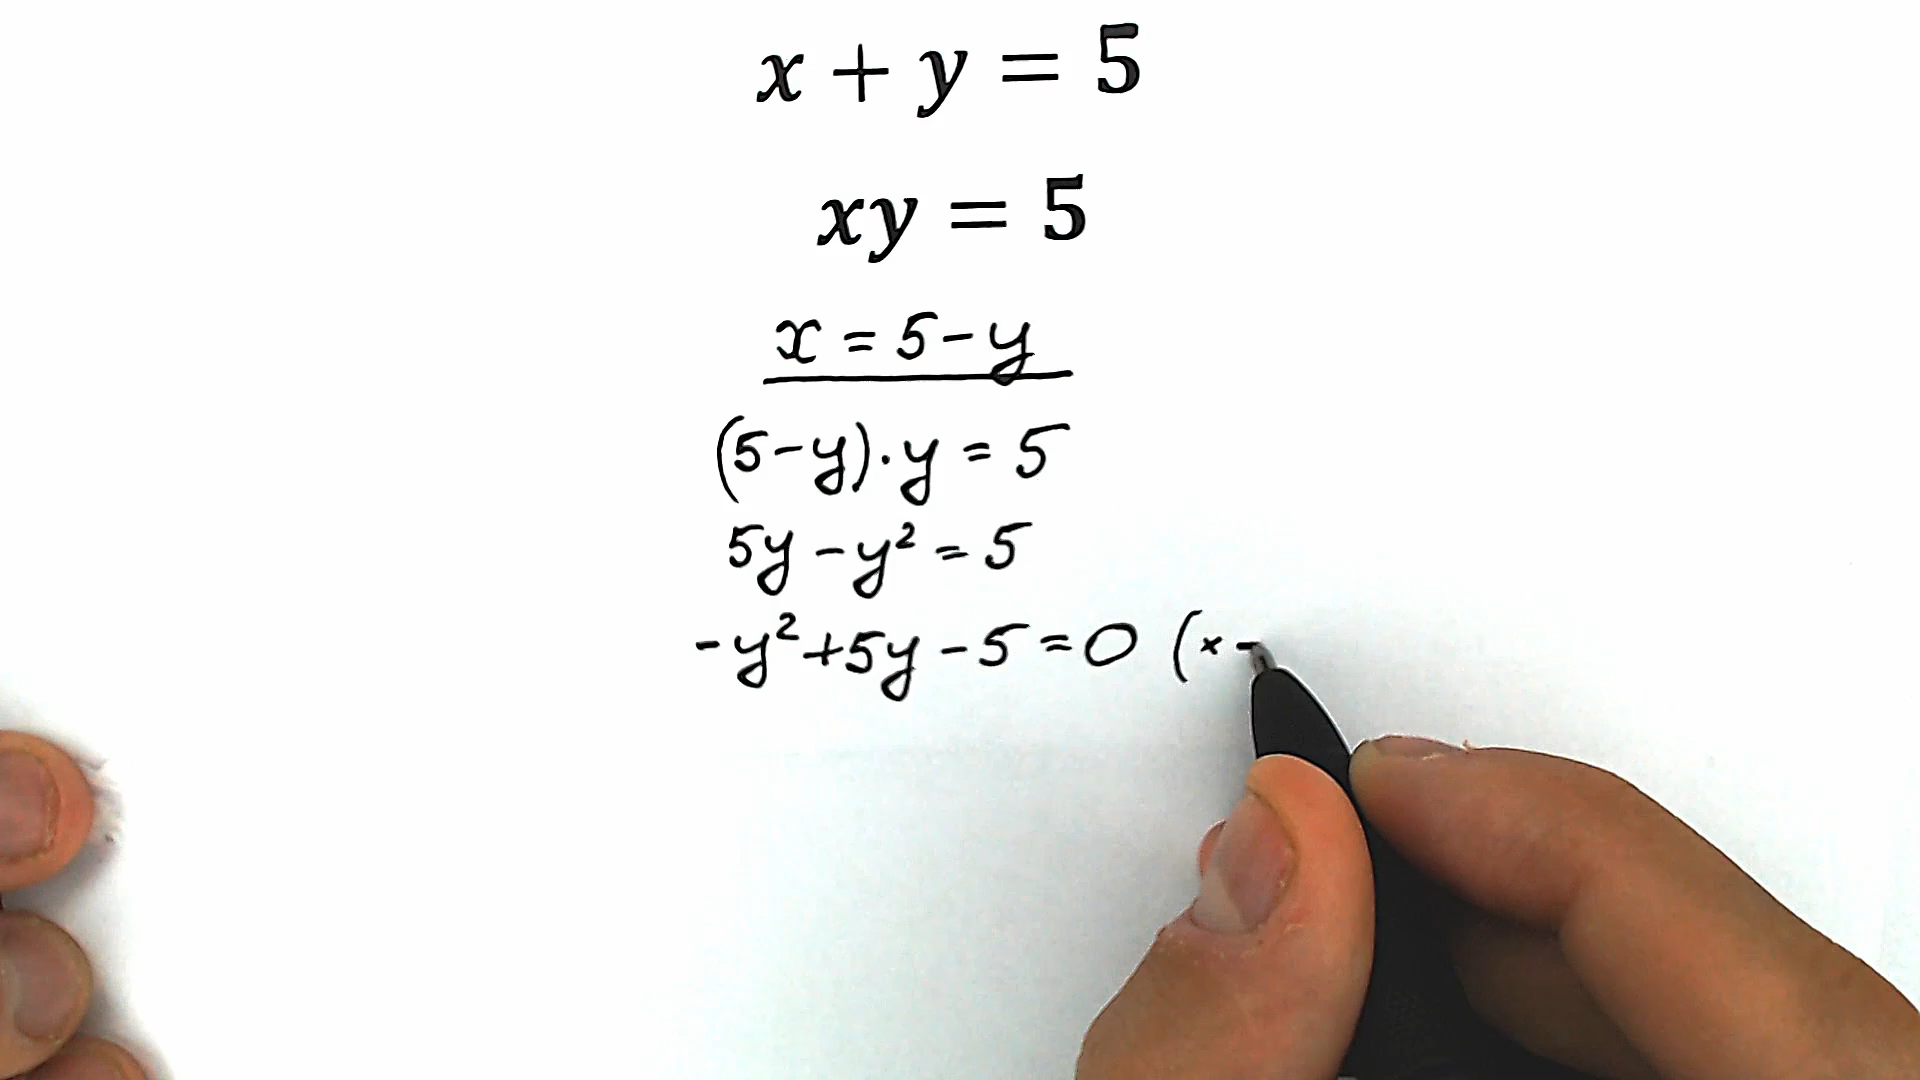 x + y = 5
xy = 5
x = 5 - y
(5-y)·y = 5
5y - y² = 5
-y² + 5y - 5 = 0 (× -